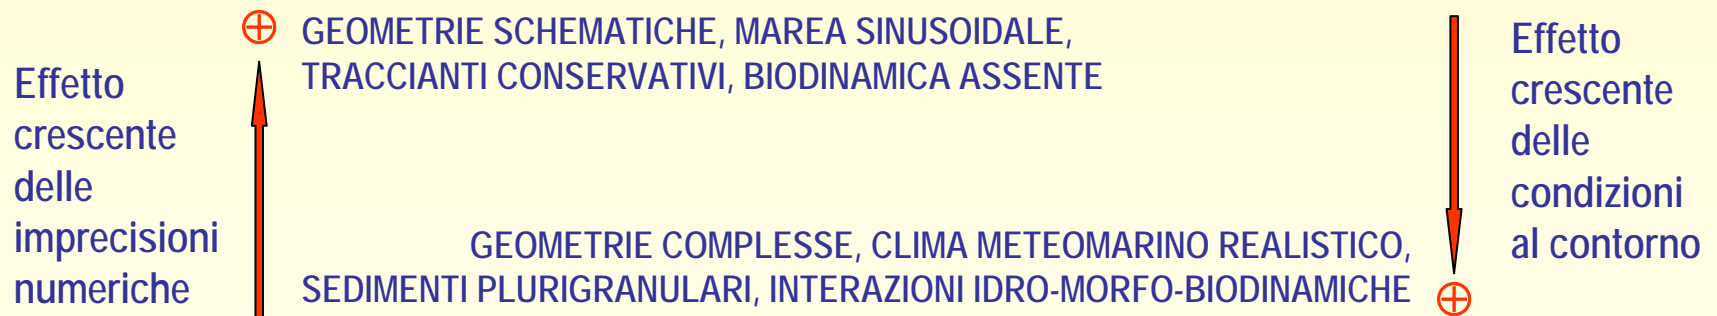 Effetto
crescente
delle
imprecisioni
numeriche
GEOMETRIE SCHEMATICHE, MAREA SINUSOIDALE,
TRACCIANTI CONSERVATIVI, BIODINAMICA ASSENTE
GEOMETRIE COMPLESSE, CLIMA METEOMARINO REALISTICO,
SEDIMENTI PLURIGRANULARI, INTERAZIONI IDRO-MORFO-BIODINAMICHE
Effetto
crescente
delle
condizioni
al contorno